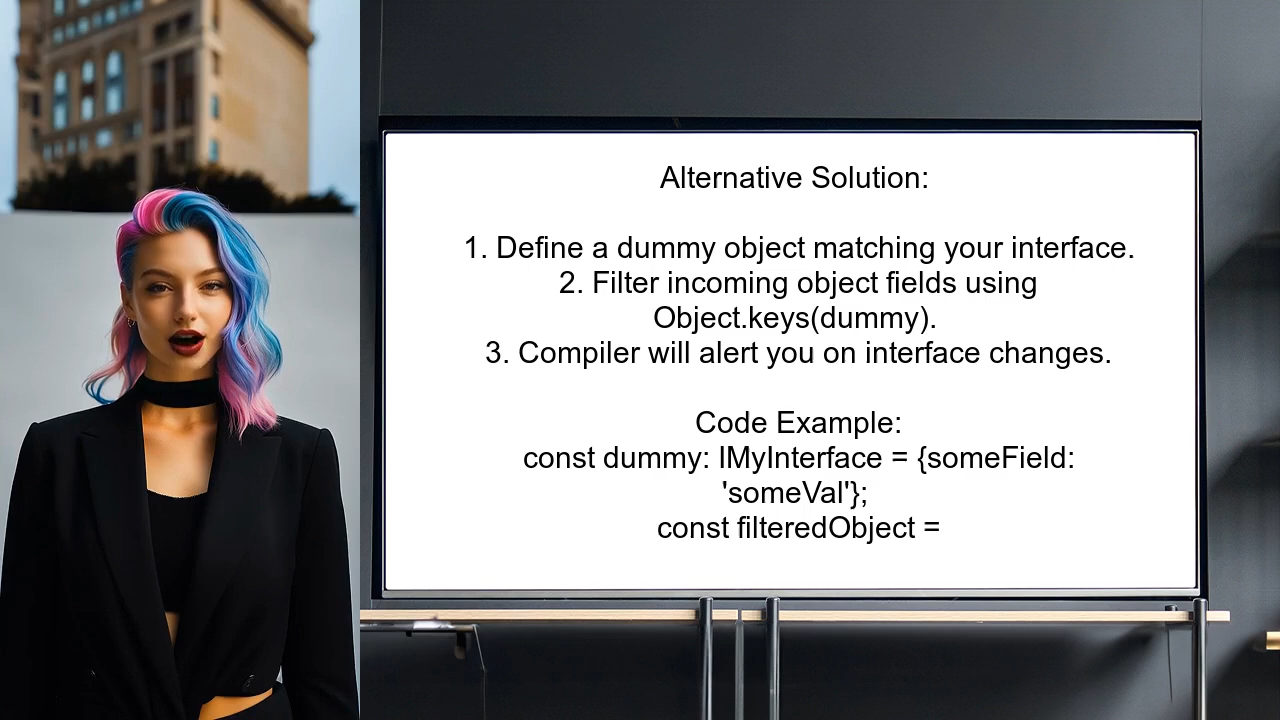 Alternative Solution:
1. Define a dummy object matching your interface.
2. Filter incoming object fields using
Object.keys(dummy).
3. Compiler will alert you on interface changes.
Code Example:
const dummy: IMyInterface = {someField:
'someVal'};
const filteredObject =